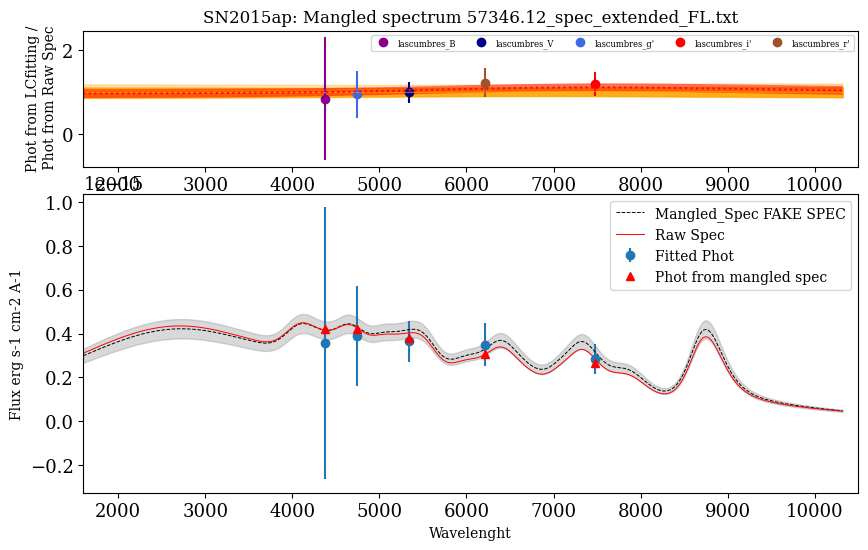 SN2015ap: Mangled spectrum 57346.12_spec_extended_FL.txt
Phot from LCfitting /
Phot from Raw Spec
2
0
lascumbres_B
lascumbres_V
lascumbres_g'
lascumbres_i'
lascumbres_r'
2000 3000 4000 5000 6000 7000 8000 9000 10000
1e−15
Flux erg s-1 cm-2 A-1
1.0
0.8
0.6
0.4
0.2
0.0
−0.2
Mangled_Spec FAKE SPEC
Raw Spec
Fitted Phot
Phot from mangled spec
2000 3000 4000 5000 6000 7000 8000 9000 10000
Wavelenght